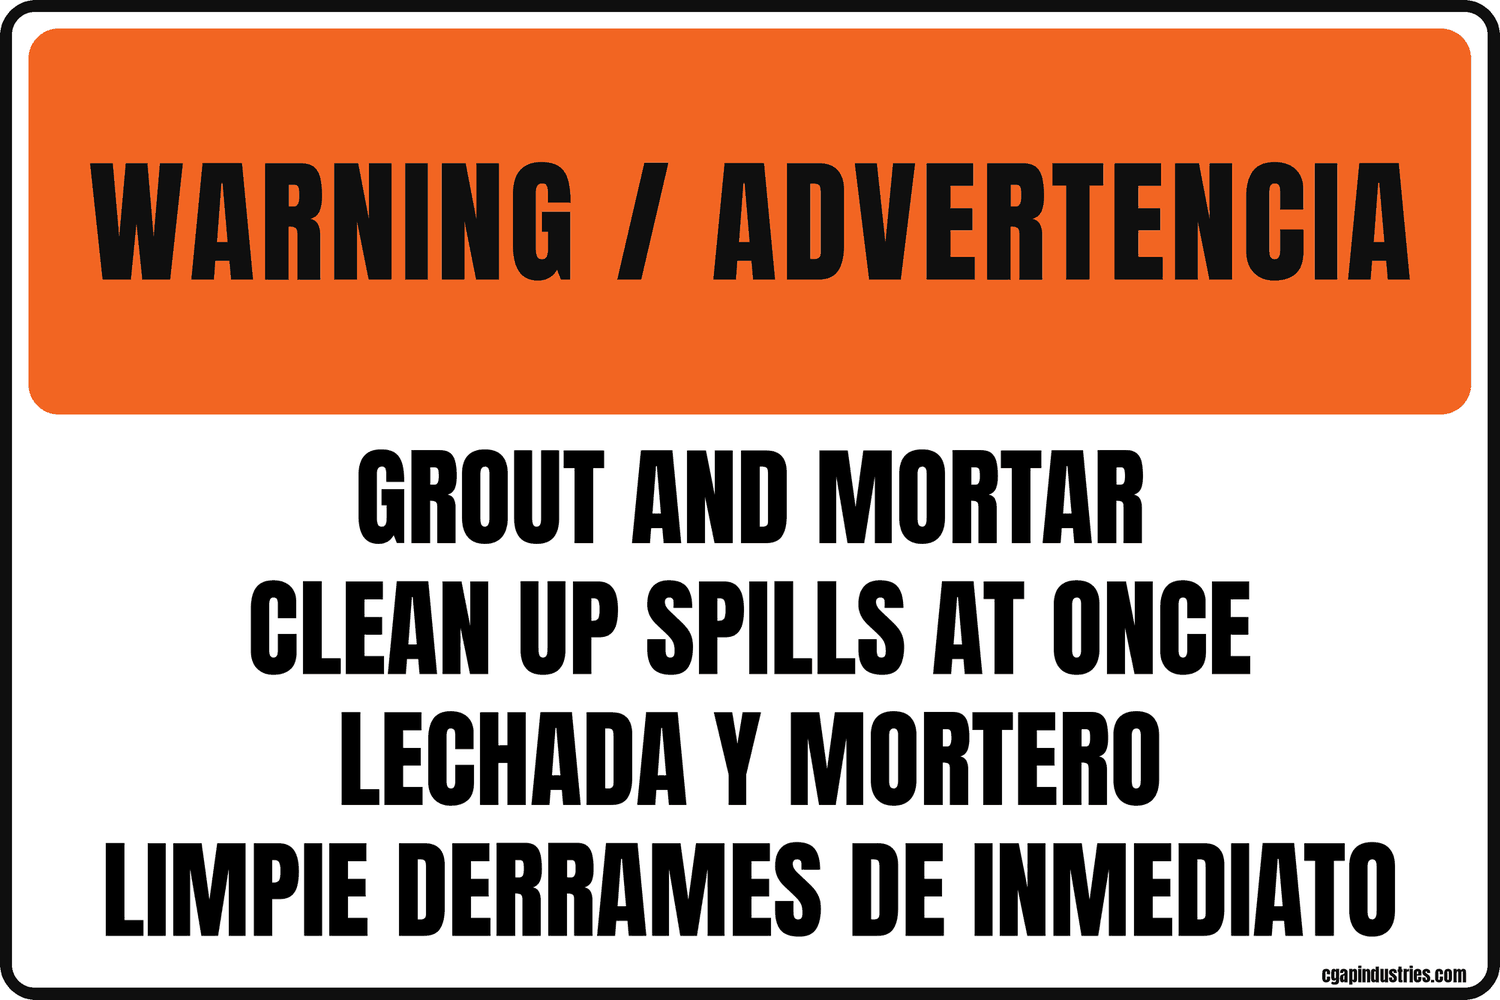 WARNING / ADVERTENCIA
GROUT AND MORTAR
CLEAN UP SPILLS AT ONCE
LECHADA Y MORTERO
LIMPIE DERRAMES DE INMEDIATO
cgapindustries.com